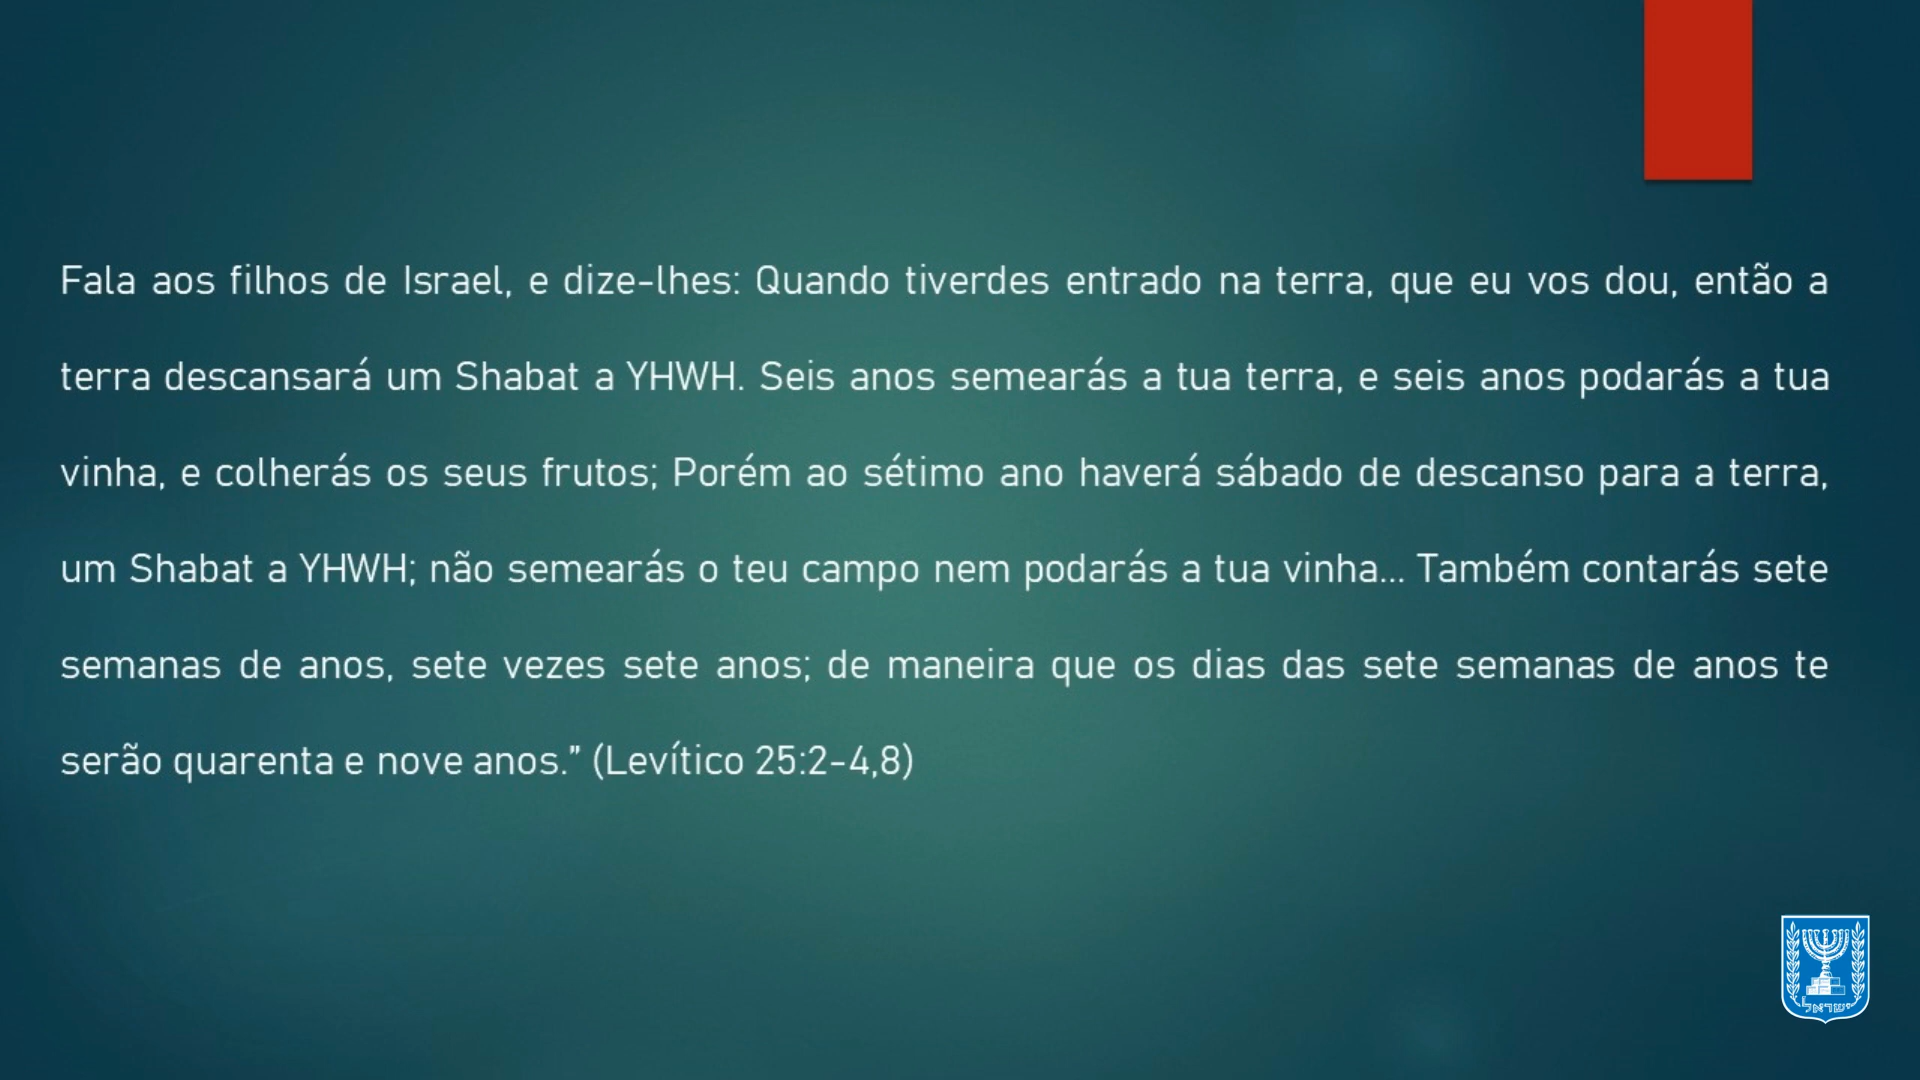 Fala aos filhos de Israel, e dize-lhes: Quando tiverdes entrado na terra, que eu vos dou, então a
terra descansará um Shabat a YHWH. Seis anos semearás a tua terra, e seis anos podarás a tua
vinha, e colherás os seus frutos; Porém ao sétimo ano haverá sábado de descanso para a terra,
um Shabat a YHWH; não semearás o teu campo nem podarás a tua vinha... Também contarás sete
semanas de anos, sete vezes sete anos; de maneira que os dias das sete semanas de anos te
serão quarenta e nove anos.” (Levítico 25:2-4,8)
ישראל